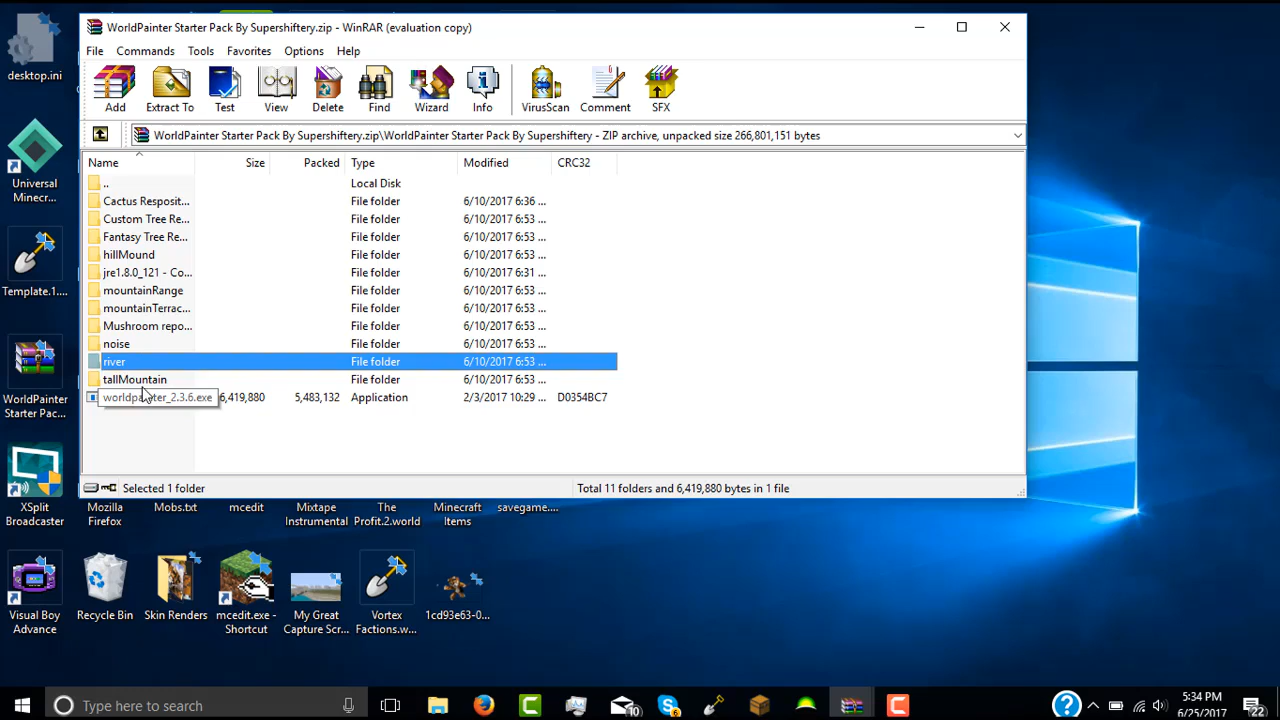 WorldPainter Starter Pack By Supershiftery.zip - WinRAR (evaluation copy)
File Commands Tools Favorites Options Help
Add Extract To Test View Delete Find Wizard Info VirusScan Comment SFX
WorldPainter Starter Pack By Supershiftery.zip\WorldPainter Starter Pack By Supershiftery - ZIP archive, unpacked size 266,801,151 bytes
Name Size Packed Type Modified CRC32
.. Local Disk
Cactus Resposit... File folder 6/10/2017 6:36 ...
Custom Tree Re... File folder 6/10/2017 6:53 ...
Fantasy Tree Re... File folder 6/10/2017 6:53 ...
hillMound File folder 6/10/2017 6:53 ...
jre1.8.0_121 - Co... File folder 6/10/2017 6:31 ...
mountainRange File folder 6/10/2017 6:53 ...
mountainTerrac... File folder 6/10/2017 6:53 ...
Mushroom repo... File folder 6/10/2017 6:53 ...
noise File folder 6/10/2017 6:53 ...
river File folder 6/10/2017 6:53 ...
tallMountain File folder 6/10/2017 6:53 ...
worldpainter_2.3.6.exe 6,419,880 5,483,132 Application 2/3/2017 10:29 ... D0354BC7
Selected 1 folder Total 11 folders and 6,419,880 bytes in 1 file
desktop.ini
Universal
Minecr...
Template.1....
WorldPainter
Starter Pac...
XSplit
Broadcaster
Mozilla
Firefox
Mobs.txt
mcedit
Mixtape
Instrumental
The
Profit.2.world
Minecraft
Items
savegame....
Visual Boy
Advance
Recycle Bin
Skin Renders
mcedit.exe -
Shortcut
My Great
Capture Scr...
Vortex
Factions.w...
1cd93e63-0...
Type here to search
10
6
5:34 PM
6/25/2017
22